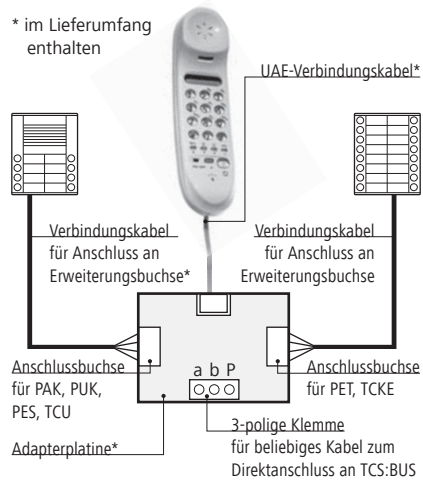 * im Lieferumfang
enthalten
UAE-Verbindungskabel*
Verbindungskabel
für Anschluss an
Erweiterungsbuchse*
Verbindungskabel
für Anschluss an
Erweiterungsbuchse
Anschlussbuchse
für PAK, PUK,
PES, TCU
a b P
Anschlussbuchse
für PET, TCKE
Adapterplatine*
3-polige Klemme
für beliebiges Kabel zum
Direktanschluss an TCS:BUS